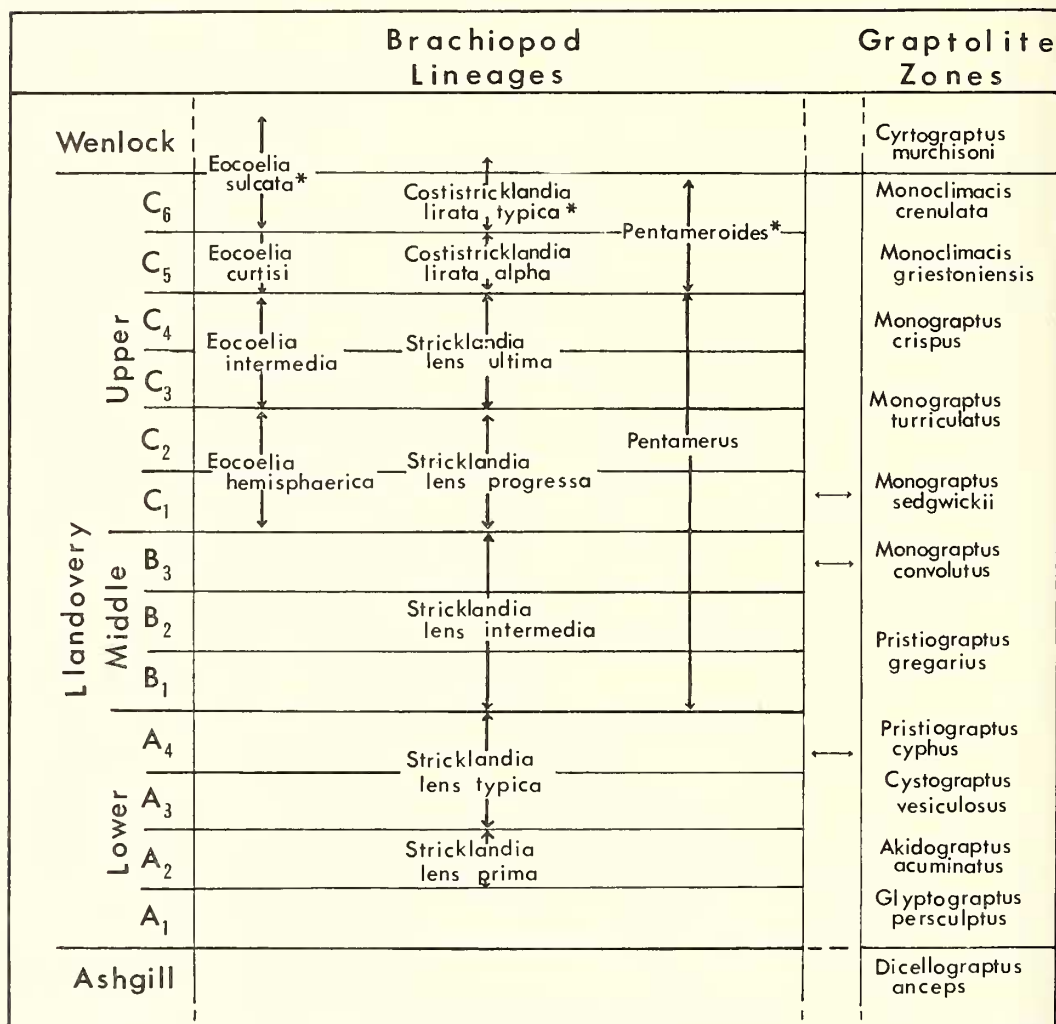 Brachiopod
Lineages
Graptolite
Zones
Wenlock
Eocoelia
sulcata*
Cyrtograptus
murchisoni
Llandovery
Upper
C6
Costistricklandia
lirata typica*
Pentameroides*
Monoclimacis
crenulata
C5
Eocoelia
curtisi
Costistricklandia
lirata alpha
Monoclimacis
griestoniensis
C4
Eocoelia
intermedia
Stricklandia
lens ultima
Monograptus
crispus
C3
Monograptus
turriculatus
C2
Eocoelia
hemisphaerica
Stricklandia
lens progressa
Pentamerus
C1
Monograptus
sedgwickii
Middle
B3
Monograptus
convolutus
B2
Stricklandia
lens intermedia
Pristiograptus
gregarius
B1
Lower
A4
Stricklandia
lens typica
Pristiograptus
cyphus
A3
Cystograptus
vesiculosus
A2
Stricklandia
lens prima
Akidograptus
acuminatus
A1
Glyptograptus
persculptus
Ashgill
Dicellograptus
anceps